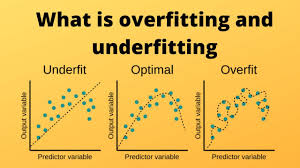 What is overfitting and
underfitting
Underfit
Optimal
Overfit
Output variable
Predictor variable
Output variable
Predictor variable
Output variable
Predictor variable